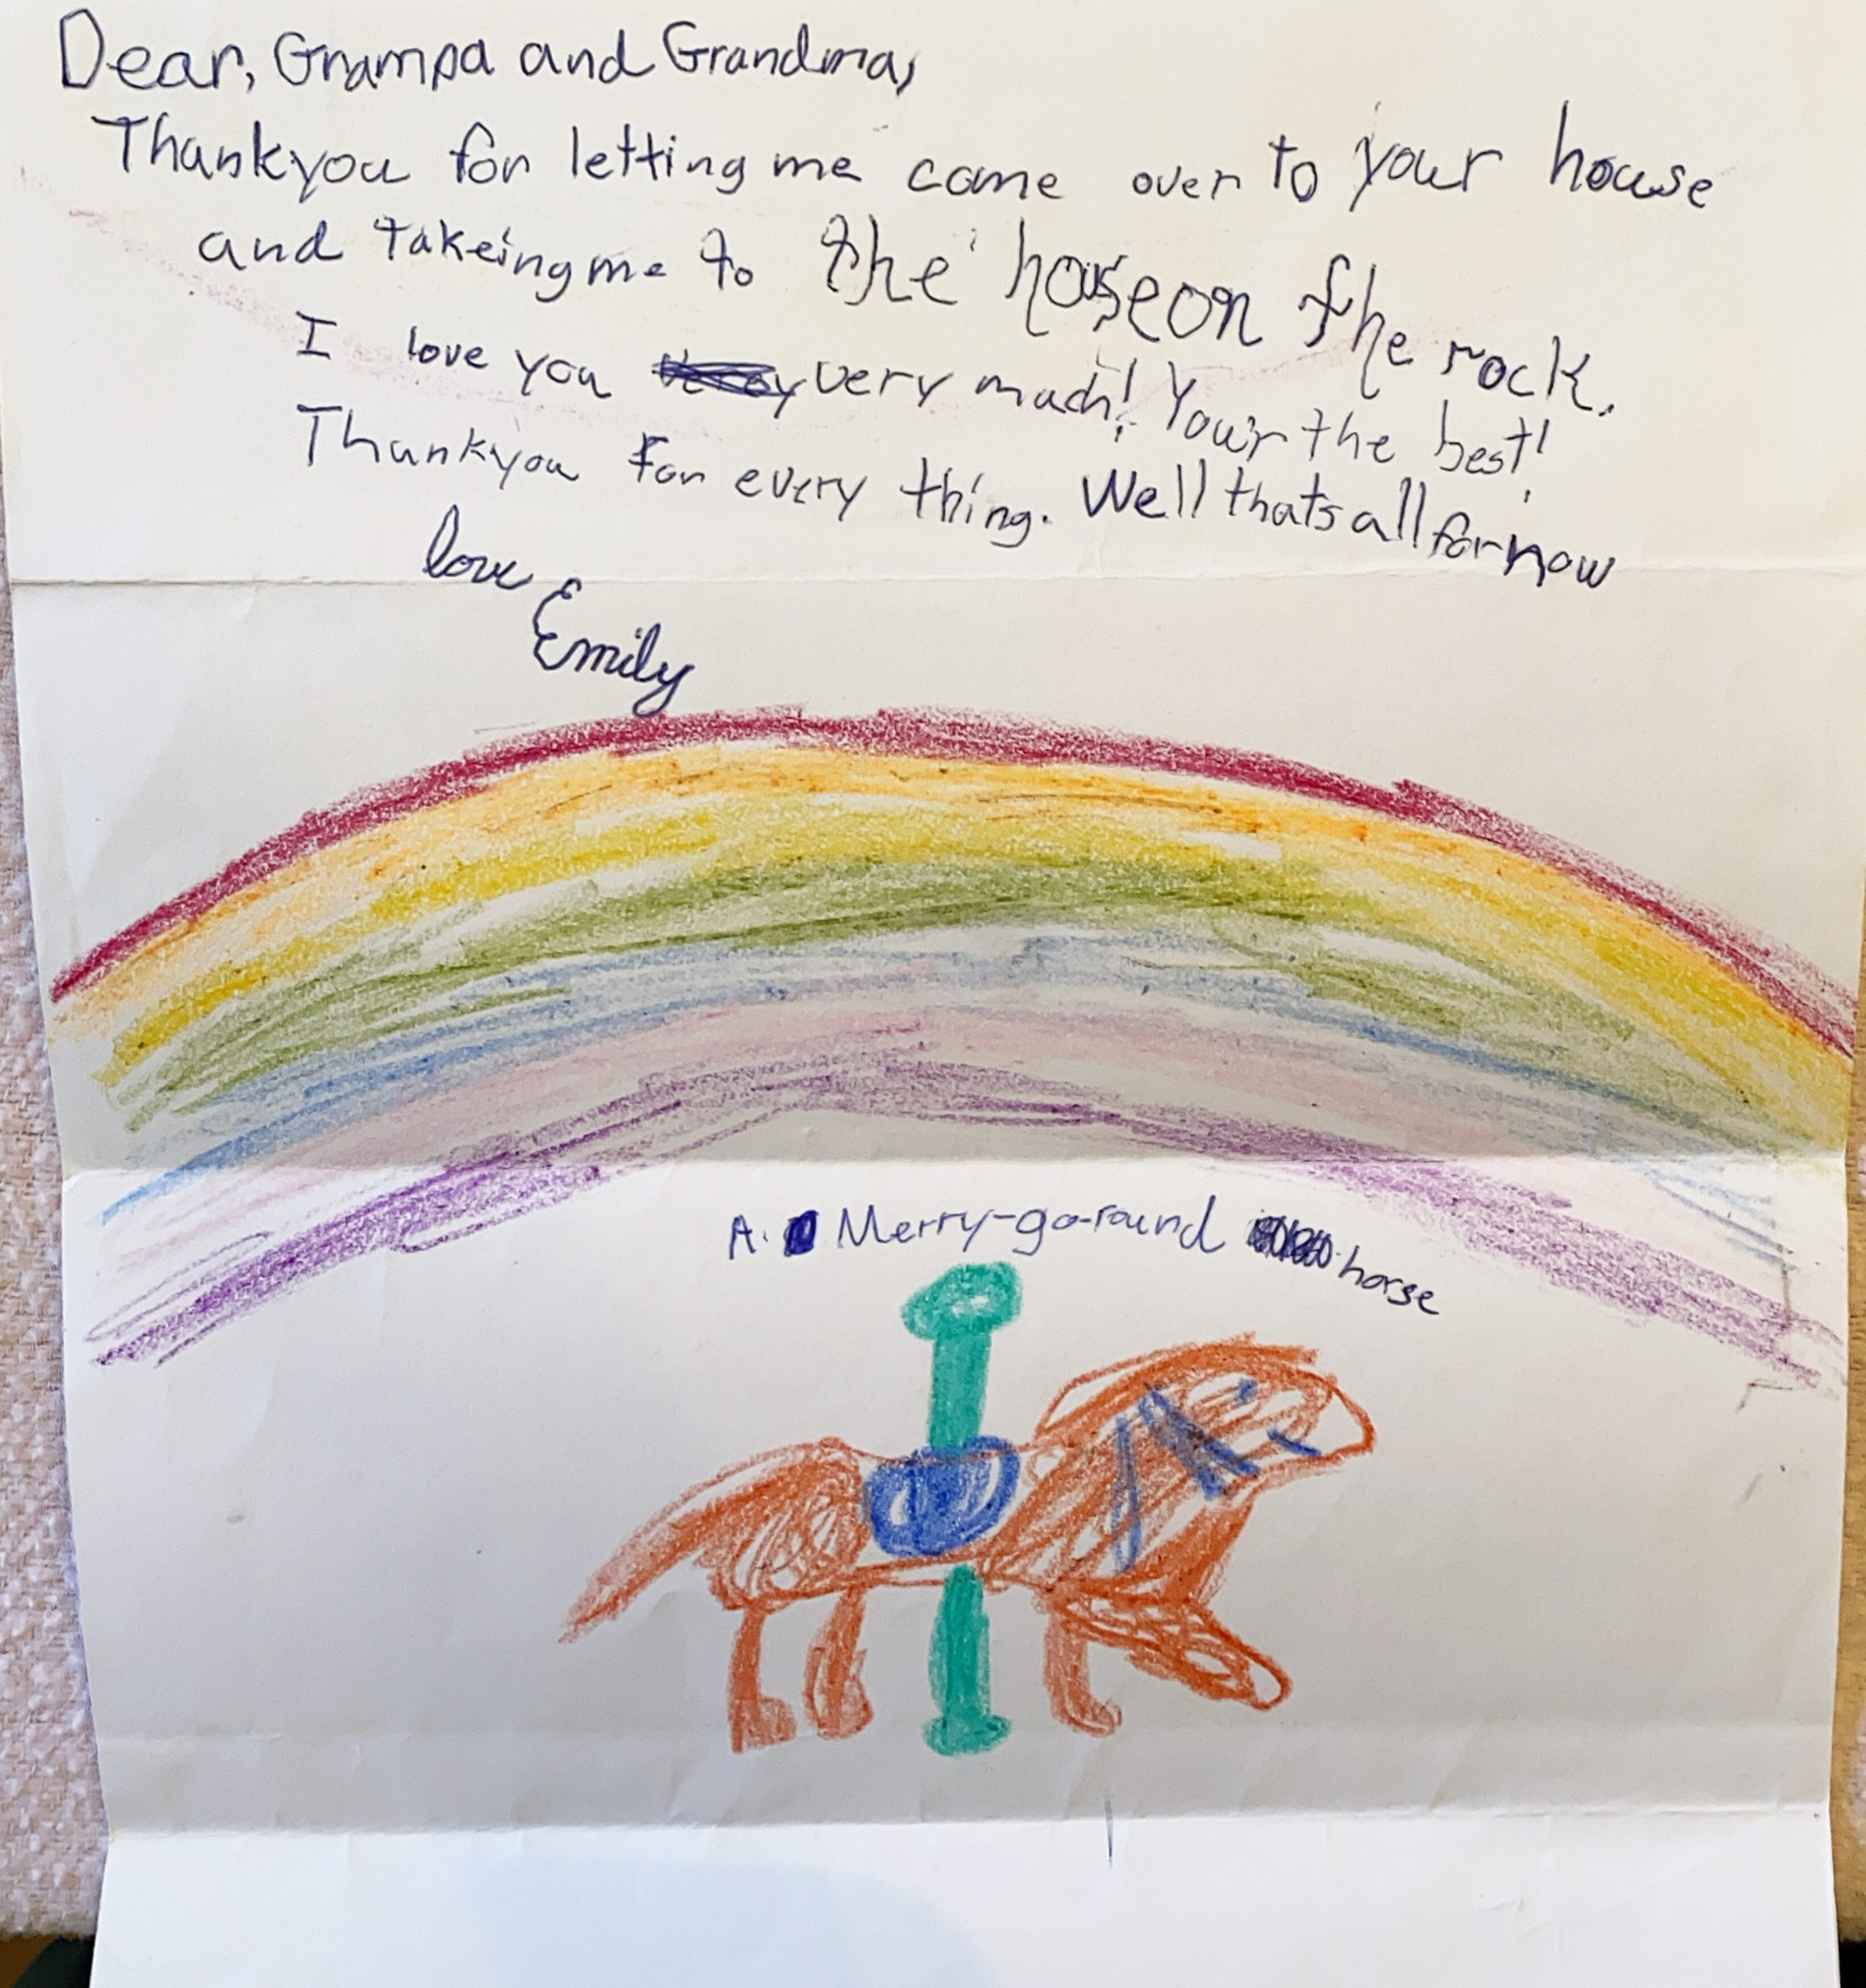 Dear, Grampa and Grandma,
Thankyou for letting me come over to your house
and takeing me to the houseon the rock.
I love you very much! You'r the best!
Thankyou for every thing. Well thats all for now
love
Emily
A Merry-go-round horse